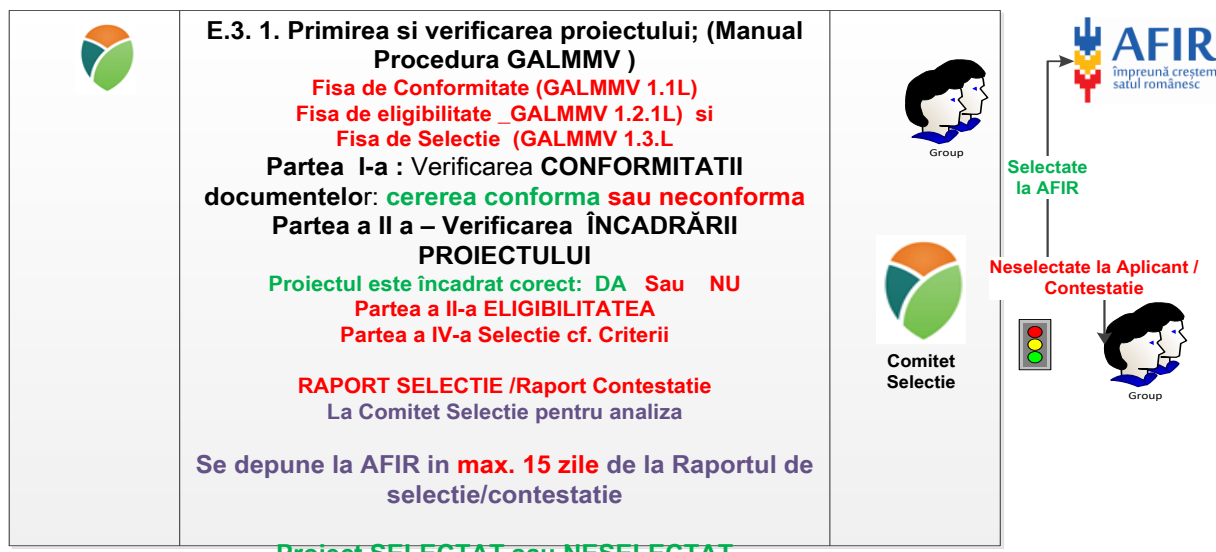 E.3. 1. Primirea si verificarea proiectului; (Manual
Procedura GALMMV )
Fisa de Conformitate (GALMMV 1.1L)
Fisa de eligibilitate _GALMMV 1.2.1L) si
Fisa de Selectie (GALMMV 1.3.L
Partea I-a : Verificarea CONFORMITATII
documentelor: cererea conforma sau neconforma
Partea a II a – Verificarea ÎNCADRĂRII
PROIECTULUI
Proiectul este încadrat corect: DA Sau NU
Partea a II-a ELIGIBILITATEA
Partea a IV-a Selectie cf. Criterii
RAPORT SELECTIE /Raport Contestatie
La Comitet Selectie pentru analiza
Se depune la AFIR in max. 15 zile de la Raportul de
selectie/contestatie
Proiect SELECTAT sau NESELECTAT
Group
Comitet
Selectie
AFIR
împreună creștem
satul românesc
Selectate
la AFIR
Neselectate la Aplicant /
Contestatie
Group